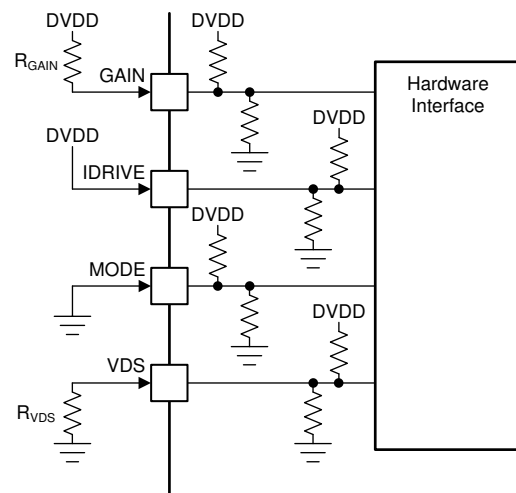 DVDD
DVDD
R_GAIN
GAIN
Hardware
Interface
DVDD
DVDD
IDRIVE
DVDD
MODE
DVDD
VDS
R_VDS